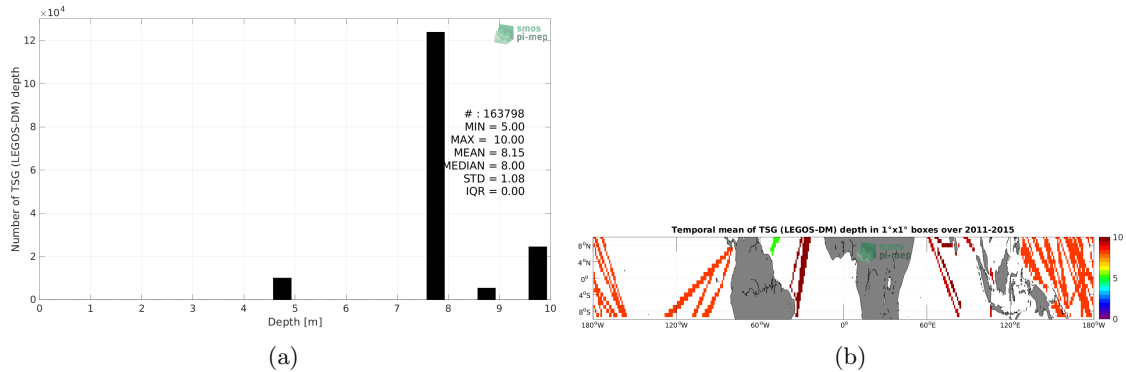 ×10⁴
smos
pi-mep
12
10
8
6
4
2
0
Number of TSG (LEGOS-DM) depth
# : 163798
MIN = 5.00
MAX = 10.00
MEAN = 8.15
MEDIAN = 8.00
STD = 1.08
IQR = 0.00
0 1 2 3 4 5 6 7 8 9 10
Depth [m]
(a)
Temporal mean of TSG (LEGOS-DM) depth in 1°x1° boxes over 2011-2015
smos
pi-mep
8°N
4°N
0°
4°S
8°S
180°W 120°W 60°W 0° 60°E 120°E 180°W
10
5
0
(b)